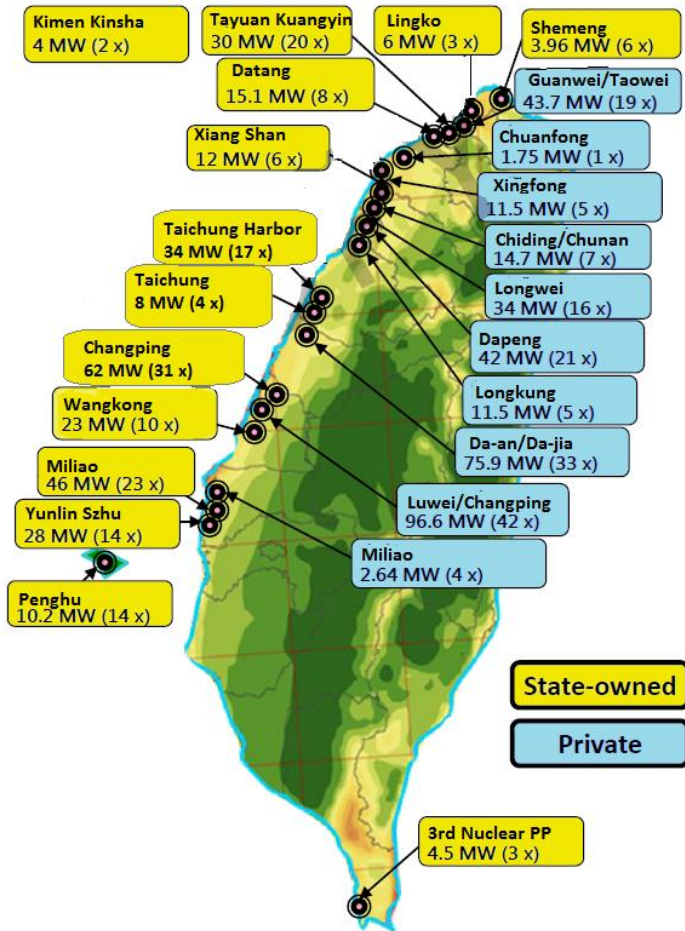 Kimen Kinsha
4 MW (2 x)
Tayuan Kuangyin
30 MW (20 x)
Lingko
6 MW (3 x)
Shemeng
3.96 MW (6 x)
Datang
15.1 MW (8 x)
Guanwei/Taowei
43.7 MW (19 x)
Xiang Shan
12 MW (6 x)
Chuanfong
1.75 MW (1 x)
Xingfong
11.5 MW (5 x)
Taichung Harbor
34 MW (17 x)
Chiding/Chunan
14.7 MW (7 x)
Taichung
8 MW (4 x)
Longwei
34 MW (16 x)
Changping
62 MW (31 x)
Dapeng
42 MW (21 x)
Wangkong
23 MW (10 x)
Longkung
11.5 MW (5 x)
Da-an/Da-jia
75.9 MW (33 x)
Miliao
46 MW (23 x)
Luwei/Changping
96.6 MW (42 x)
Yunlin Szhu
28 MW (14 x)
Miliao
2.64 MW (4 x)
Penghu
10.2 MW (14 x)
State-owned
Private
3rd Nuclear PP
4.5 MW (3 x)